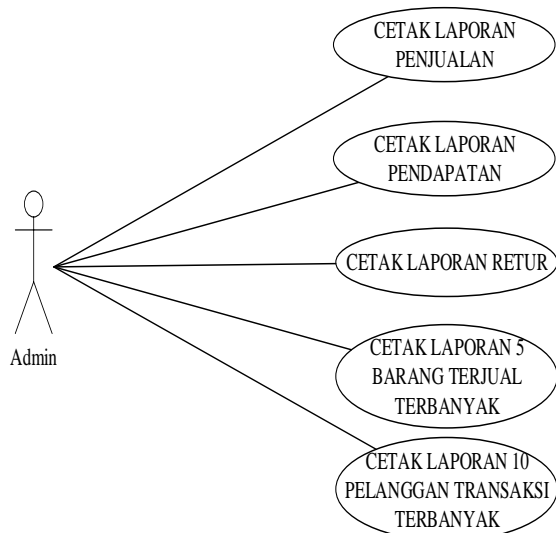 CETAK LAPORAN
PENJUALAN
CETAK LAPORAN
PENDAPATAN
CETAK LAPORAN RETUR
Admin
CETAK LAPORAN 5
BARANG TERJUAL
TERBANYAK
CETAK LAPORAN 10
PELANGGAN TRANSAKSI
TERBANYAK